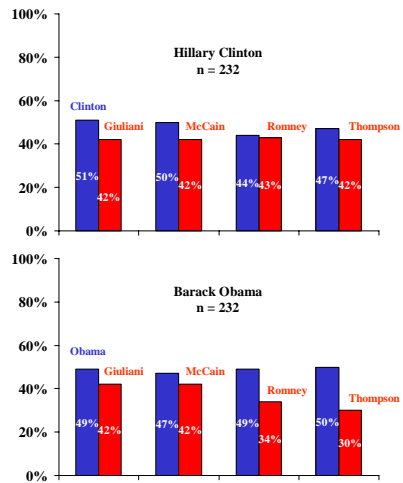 100%
Hillary Clinton
n = 232
80%
60%
Clinton
Giuliani McCain Romney Thompson
40%
51% 42% 50% 42% 44% 43% 47% 42%
20%
0%
100%
Barack Obama
n = 232
80%
60%
Obama
Giuliani McCain Romney Thompson
40%
49% 42% 47% 42% 49% 34% 50% 30%
20%
0%